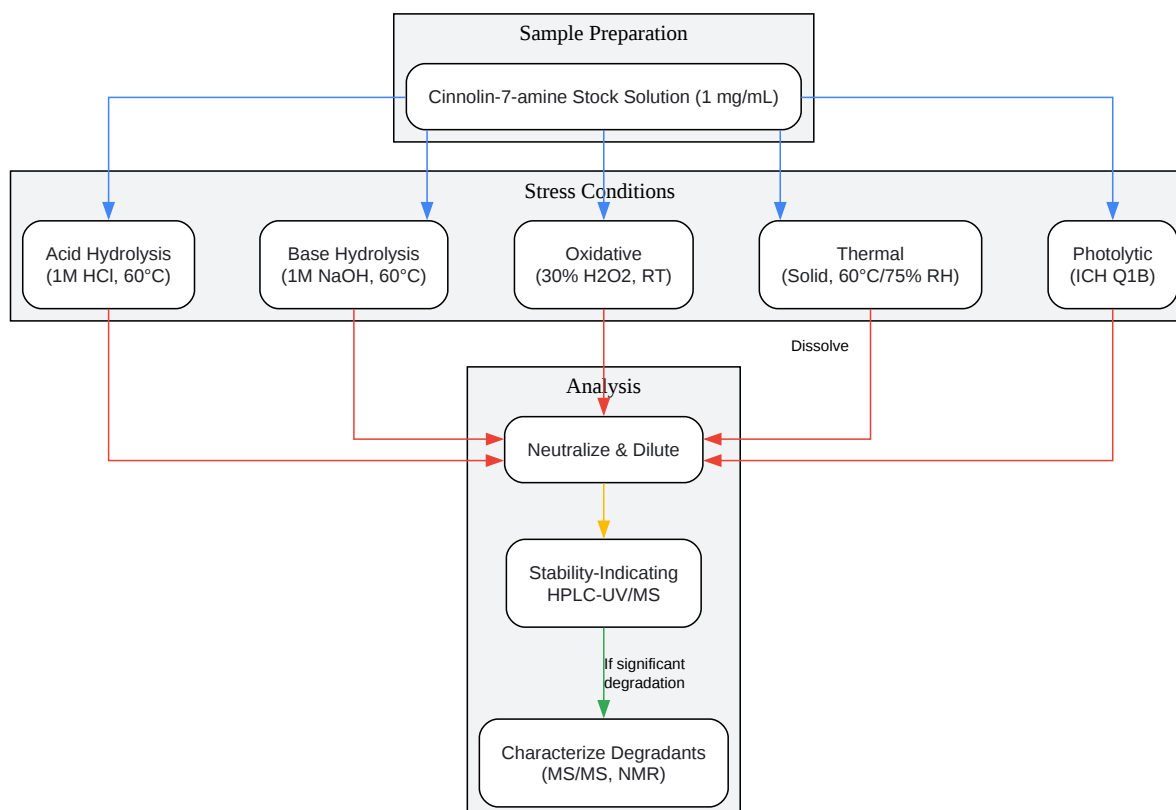 Sample Preparation
Cinnolin-7-amine Stock Solution (1 mg/mL)
Stress Conditions
Acid Hydrolysis
(1M HCl, 60°C)
Base Hydrolysis
(1M NaOH, 60°C)
Oxidative
(30% H2O2, RT)
Thermal
(Solid, 60°C/75% RH)
Photolytic
(ICH Q1B)
Dissolve
Analysis
Neutralize & Dilute
Stability-Indicating
HPLC-UV/MS
If significant
degradation
Characterize Degradants
(MS/MS, NMR)